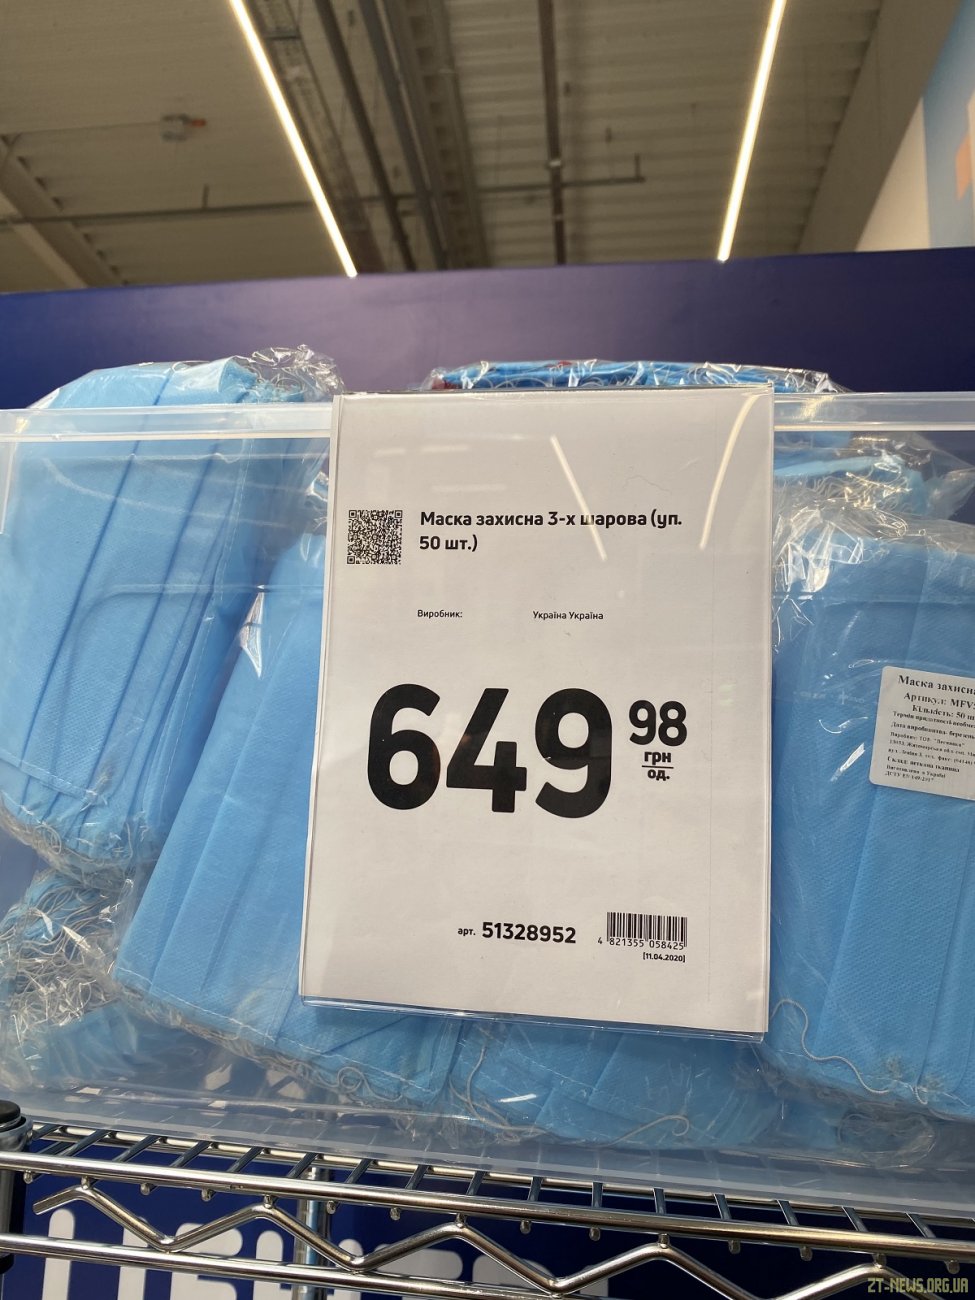 Маска захисна 3-х шарова (уп.
50 шт.)
Виробник: Україна Україна
649 98
грн
од.
арт. 51328952
4 821355 058425
[11.04.2020]
Маска захисна
Артикул:
Кількість: 50
ZT-NEWS.ORG.UA